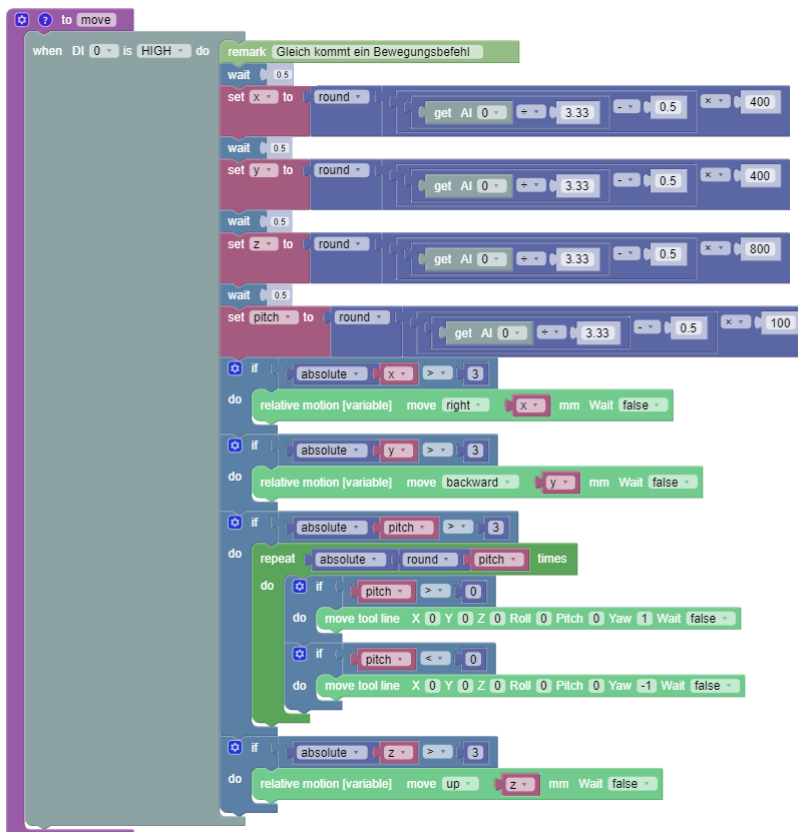 to move
when DI 0 is HIGH do remark Gleich kommt ein Bewegungsbefehl
wait 0.5
set x to round get AI 0 ÷ 3.33 - 0.5 × 400
wait 0.5
set y to round get AI 0 ÷ 3.33 - 0.5 × 400
wait 0.5
set z to round get AI 0 ÷ 3.33 - 0.5 × 800
wait 0.5
set pitch to round get AI 0 ÷ 3.33 - 0.5 × 100
if absolute x > 3
do relative motion [variable] move right x mm Wait false
if absolute y > 3
do relative motion [variable] move backward y mm Wait false
if absolute pitch > 3
do repeat absolute round pitch times
do if pitch > 0
do move tool line X 0 Y 0 Z 0 Roll 0 Pitch 0 Yaw 1 Wait false
if pitch < 0
do move tool line X 0 Y 0 Z 0 Roll 0 Pitch 0 Yaw -1 Wait false
if absolute z > 3
do relative motion [variable] move up z mm Wait false